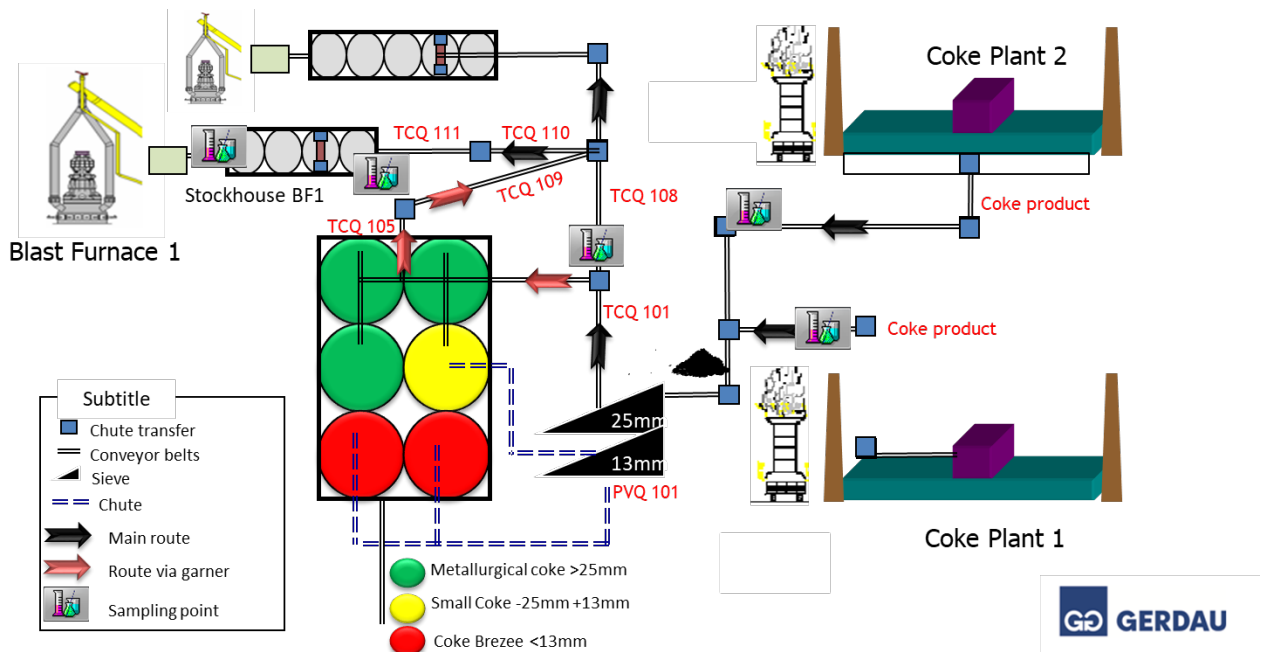 Coke Plant 2
TCQ 111
TCQ 110
Stockhouse BF1
TCQ 109
TCQ 108
Coke product
Blast Furnace 1
TCQ 105
TCQ 101
Coke product
25mm
13mm
PVQ 101
Coke Plant 1
Subtitle
Chute transfer
Conveyor belts
Sieve
Chute
Main route
Route via garner
Sampling point
Metallurgical coke >25mm
Small Coke -25mm +13mm
Coke Brezee <13mm
GG GERDAU